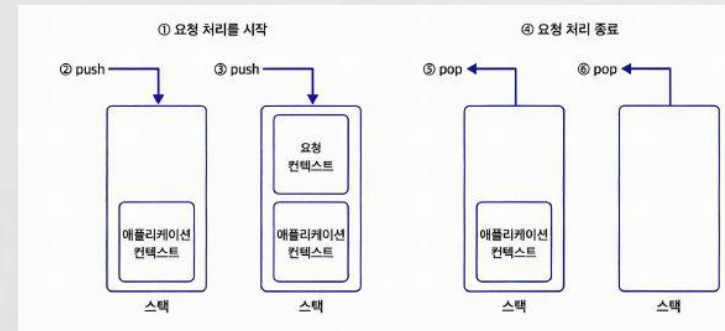 ① 요청 처리를 시작
④ 요청 처리 종료
② push
③ push
⑤ pop
⑥ pop
요청
컨텍스트
애플리케이션
컨텍스트
애플리케이션
컨텍스트
애플리케이션
컨텍스트
스택
스택
스택
스택